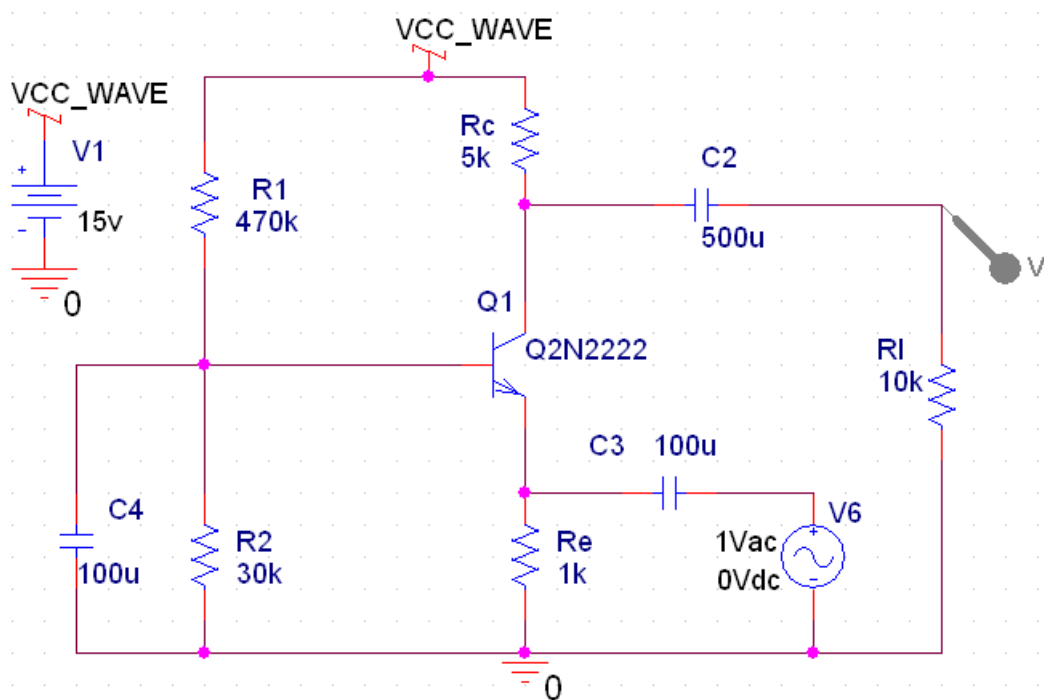 VCC_WAVE
VCC_WAVE
V1
+
-
15v
0
R1
470k
Rc
5k
C2
500u
V
Q1
Q2N2222
Rl
10k
C3 100u
C4
100u
R2
30k
Re
1k
V6
1Vac
0Vdc
+
-
0